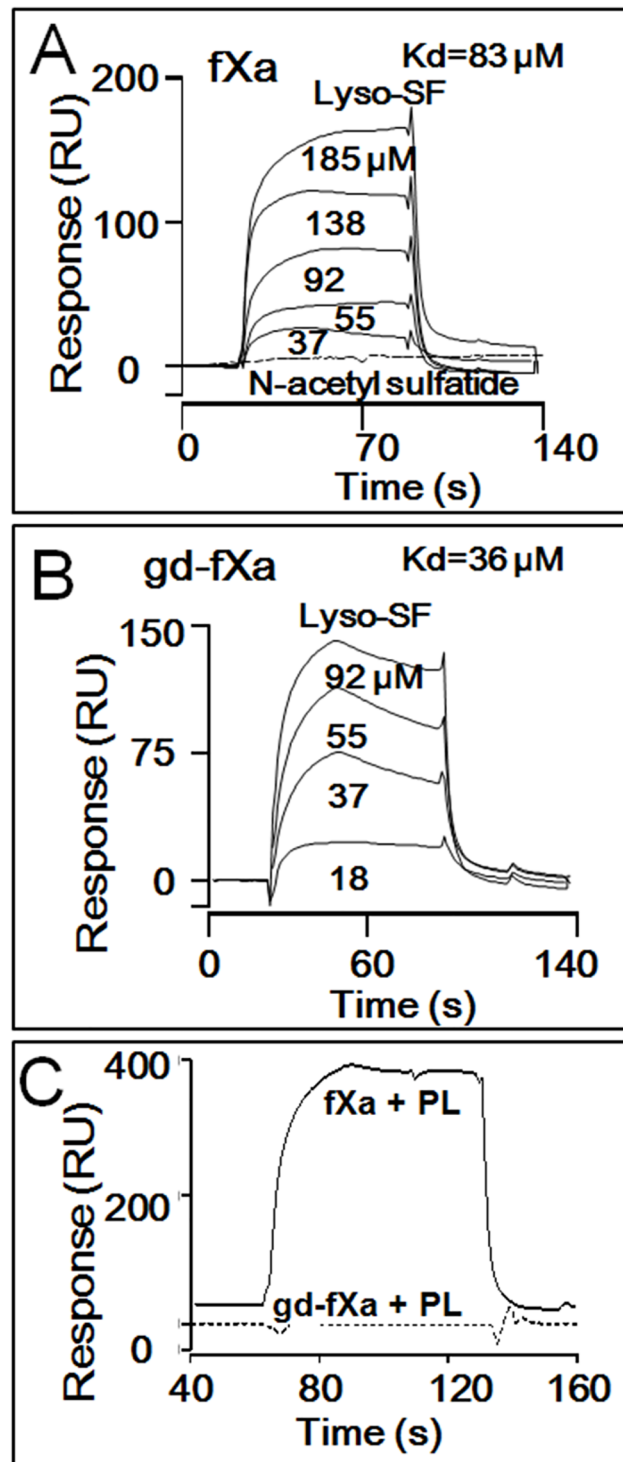 A
fXa
Kd=83 µM
Lyso-SF
200
185 µM
138
100
92
55
37
0
N-acetyl sulfatide
Response (RU)
0
70
140
Time (s)
B
gd-fXa
Kd=36 µM
Lyso-SF
150
92 µM
55
75
37
18
0
Response (RU)
0
60
140
Time (s)
C
400
fXa + PL
200
gd-fXa + PL
0
Response (RU)
40
80
120
160
Time (s)